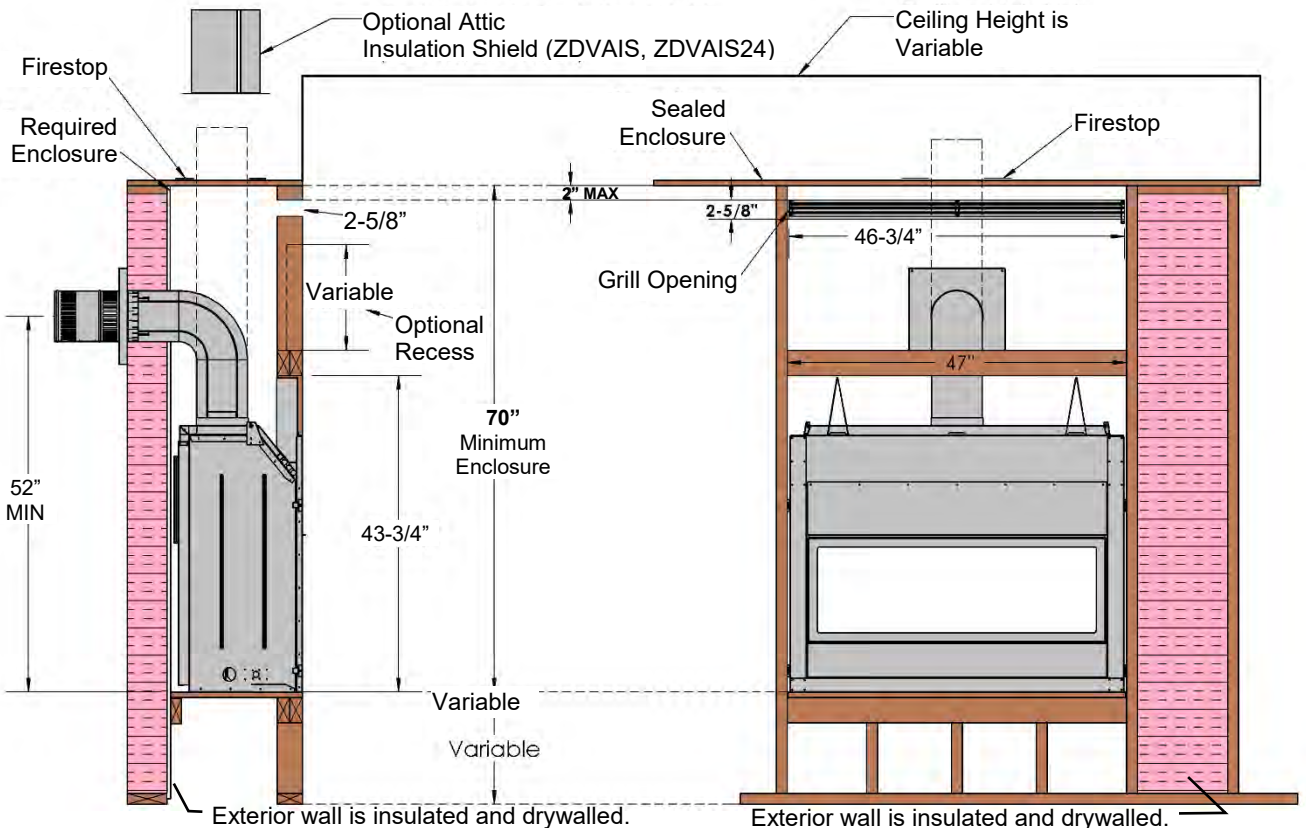 Optional Attic
Insulation Shield (ZDVAIS, ZDVAIS24)
Ceiling Height is
Variable
Firestop
Required
Enclosure
Sealed
Enclosure
Firestop
2” MAX
2-5/8"
2-5/8”
46-3/4”
Grill Opening
Variable
Optional
Recess
47"
70”
Minimum
Enclosure
52”
MIN
43-3/4”
Variable
Variable
Exterior wall is insulated and drywalled.
Exterior wall is insulated and drywalled.